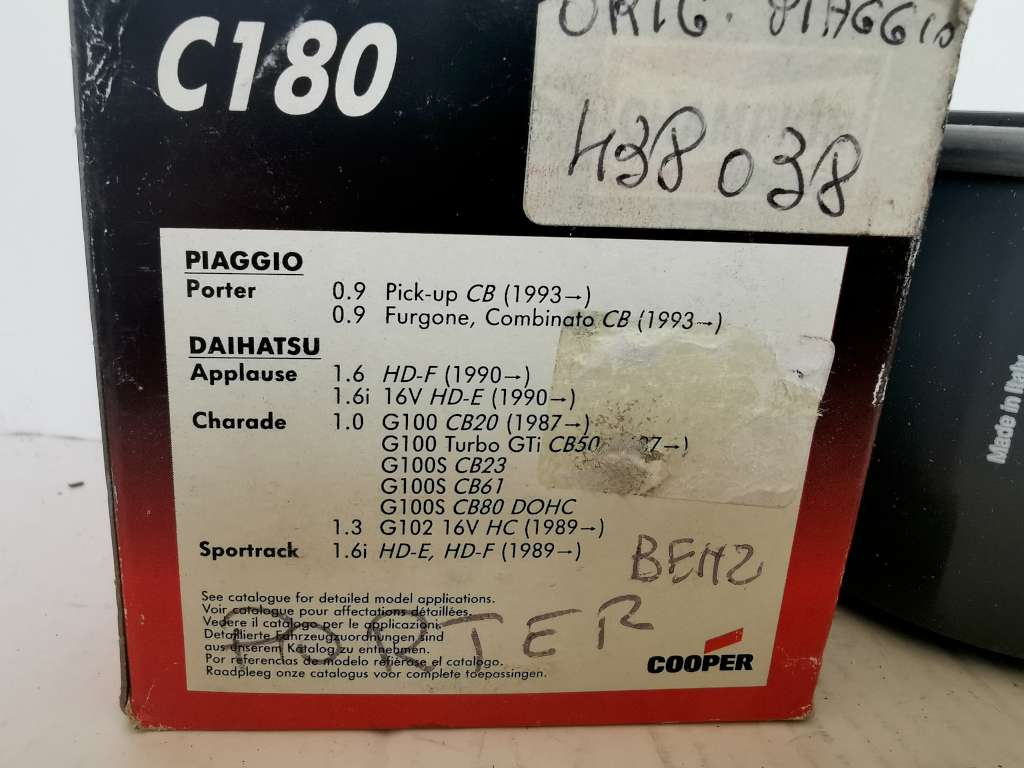 C180
ORIG. PIAGGIO
438038
PIAGGIO
Porter 0.9 Pick-up CB (1993→)
0.9 Furgone, Combinato CB (1993→)
DAIHATSU
Applause 1.6 HD-F (1990→)
1.6i 16V HD-E (1990→)
Charade 1.0 G100 CB20 (1987→)
G100 Turbo GTi CB50 87→)
G100S CB23
G100S CB61
G100S CB80 DOHC
1.3 G102 16V HC (1989→)
Sportrack 1.6i HD-E, HD-F (1989→)
BENZ
PORTER
See catalogue for detailed model applications.
Voir catalogue pour affectations détaillées.
Vedere il catalogo per le applicazioni.
Detaillierte Fahrzeugzuordnungen sind
aus unserem Katalog zu entnehmen.
Por referencias de modelo refiérase el catalogo.
Raadpleeg onze catalogus voor complete toepassingen.
COOPER
Made in Italy